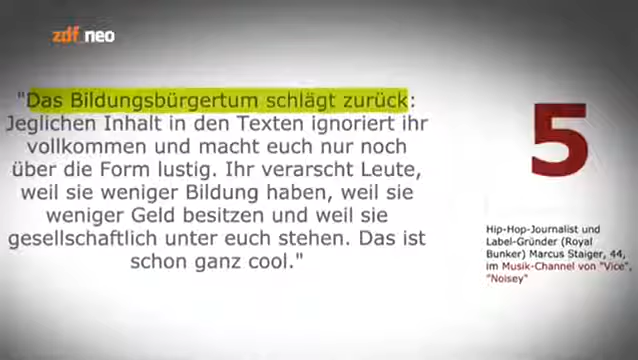 zdf_neo
"Das Bildungsbürgertum schlägt zurück:
Jeglichen Inhalt in den Texten ignoriert ihr
vollkommen und macht euch nur noch
über die Form lustig. Ihr verarscht Leute,
weil sie weniger Bildung haben, weil sie
weniger Geld besitzen und weil sie
gesellschaftlich unter euch stehen. Das ist
schon ganz cool."
5
Hip-Hop-Journalist und
Label-Gründer (Royal
Bunker) Marcus Staiger, 44,
im Musik-Channel von "Vice",
"Noisey"